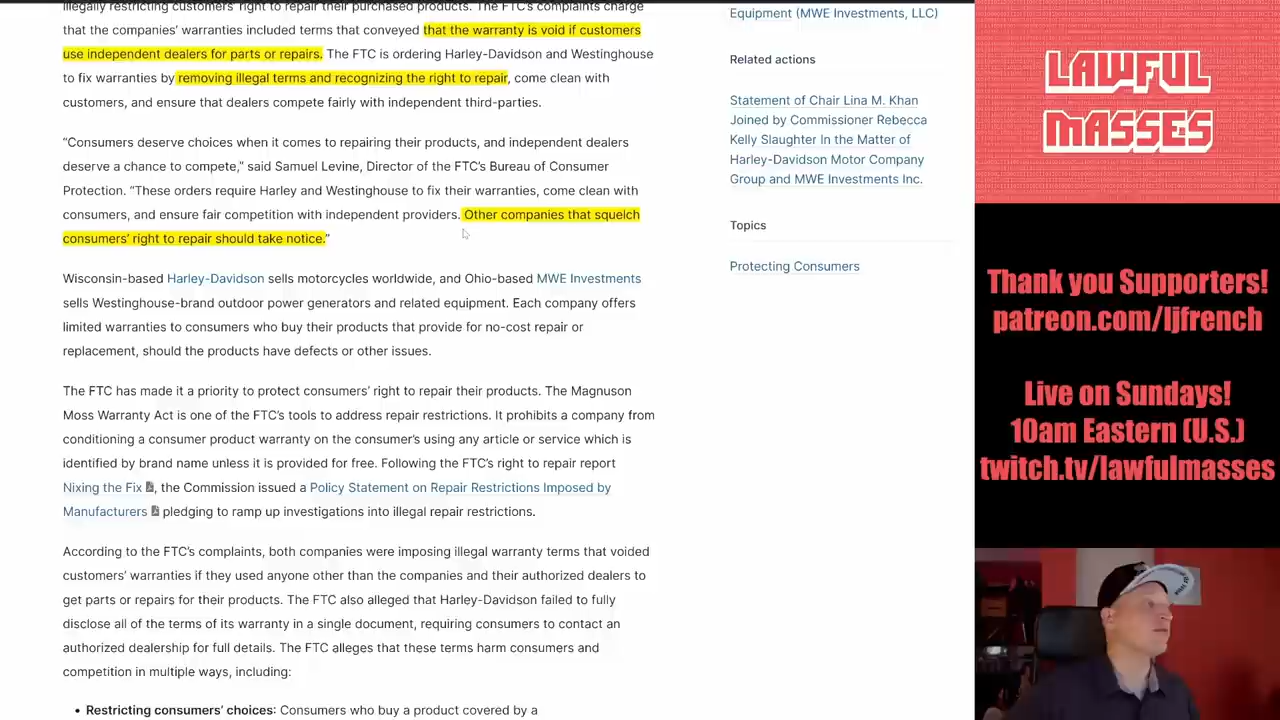 illegally restricting customers' right to repair their purchased products. The FTC's complaints charge
that the companies' warranties included terms that conveyed that the warranty is void if customers
use independent dealers for parts or repairs. The FTC is ordering Harley-Davidson and Westinghouse
to fix warranties by removing illegal terms and recognizing the right to repair, come clean with
customers, and ensure that dealers compete fairly with independent third-parties.
“Consumers deserve choices when it comes to repairing their products, and independent dealers
deserve a chance to compete,” said Samuel Levine, Director of the FTC's Bureau of Consumer
Protection. “These orders require Harley and Westinghouse to fix their warranties, come clean with
consumers, and ensure fair competition with independent providers. Other companies that squelch
consumers' right to repair should take notice.”
Wisconsin-based Harley-Davidson sells motorcycles worldwide, and Ohio-based MWE Investments
sells Westinghouse-brand outdoor power generators and related equipment. Each company offers
limited warranties to consumers who buy their products that provide for no-cost repair or
replacement, should the products have defects or other issues.
The FTC has made it a priority to protect consumers' right to repair their products. The Magnuson
Moss Warranty Act is one of the FTC's tools to address repair restrictions. It prohibits a company from
conditioning a consumer product warranty on the consumer's using any article or service which is
identified by brand name unless it is provided for free. Following the FTC's right to repair report
Nixing the Fix, the Commission issued a Policy Statement on Repair Restrictions Imposed by
Manufacturers pledging to ramp up investigations into illegal repair restrictions.
According to the FTC's complaints, both companies were imposing illegal warranty terms that voided
customers' warranties if they used anyone other than the companies and their authorized dealers to
get parts or repairs for their products. The FTC also alleged that Harley-Davidson failed to fully
disclose all of the terms of its warranty in a single document, requiring consumers to contact an
authorized dealership for full details. The FTC alleges that these terms harm consumers and
competition in multiple ways, including:
• Restricting consumers' choices: Consumers who buy a product covered by a
Equipment (MWE Investments, LLC)
Related actions
Statement of Chair Lina M. Khan
Joined by Commissioner Rebecca
Kelly Slaughter In the Matter of
Harley-Davidson Motor Company
Group and MWE Investments Inc.
Topics
Protecting Consumers
LAWFUL
MASSES
Thank you Supporters!
patreon.com/ljfrench
Live on Sundays!
10am Eastern (U.S.)
twitch.tv/lawfulmasses